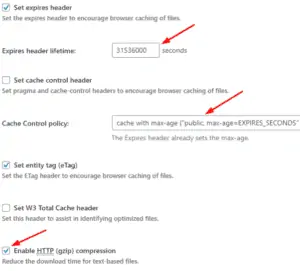 Set expires header
Set the expires header to encourage browser caching of files.
Expires header lifetime: 31536000 seconds
Set cache control header
Set pragma and cache-control headers to encourage browser caching of files.
Cache Control policy: cache with max-age ("public, max-age=EXPIRES_SECONDS"
The Expires header already sets the max-age.
Set entity tag (eTag)
Set the ETag header to encourage browser caching of files.
Set W3 Total Cache header
Set this header to assist in identifying optimized files.
Enable HTTP (gzip) compression
Reduce the download time for text-based files.